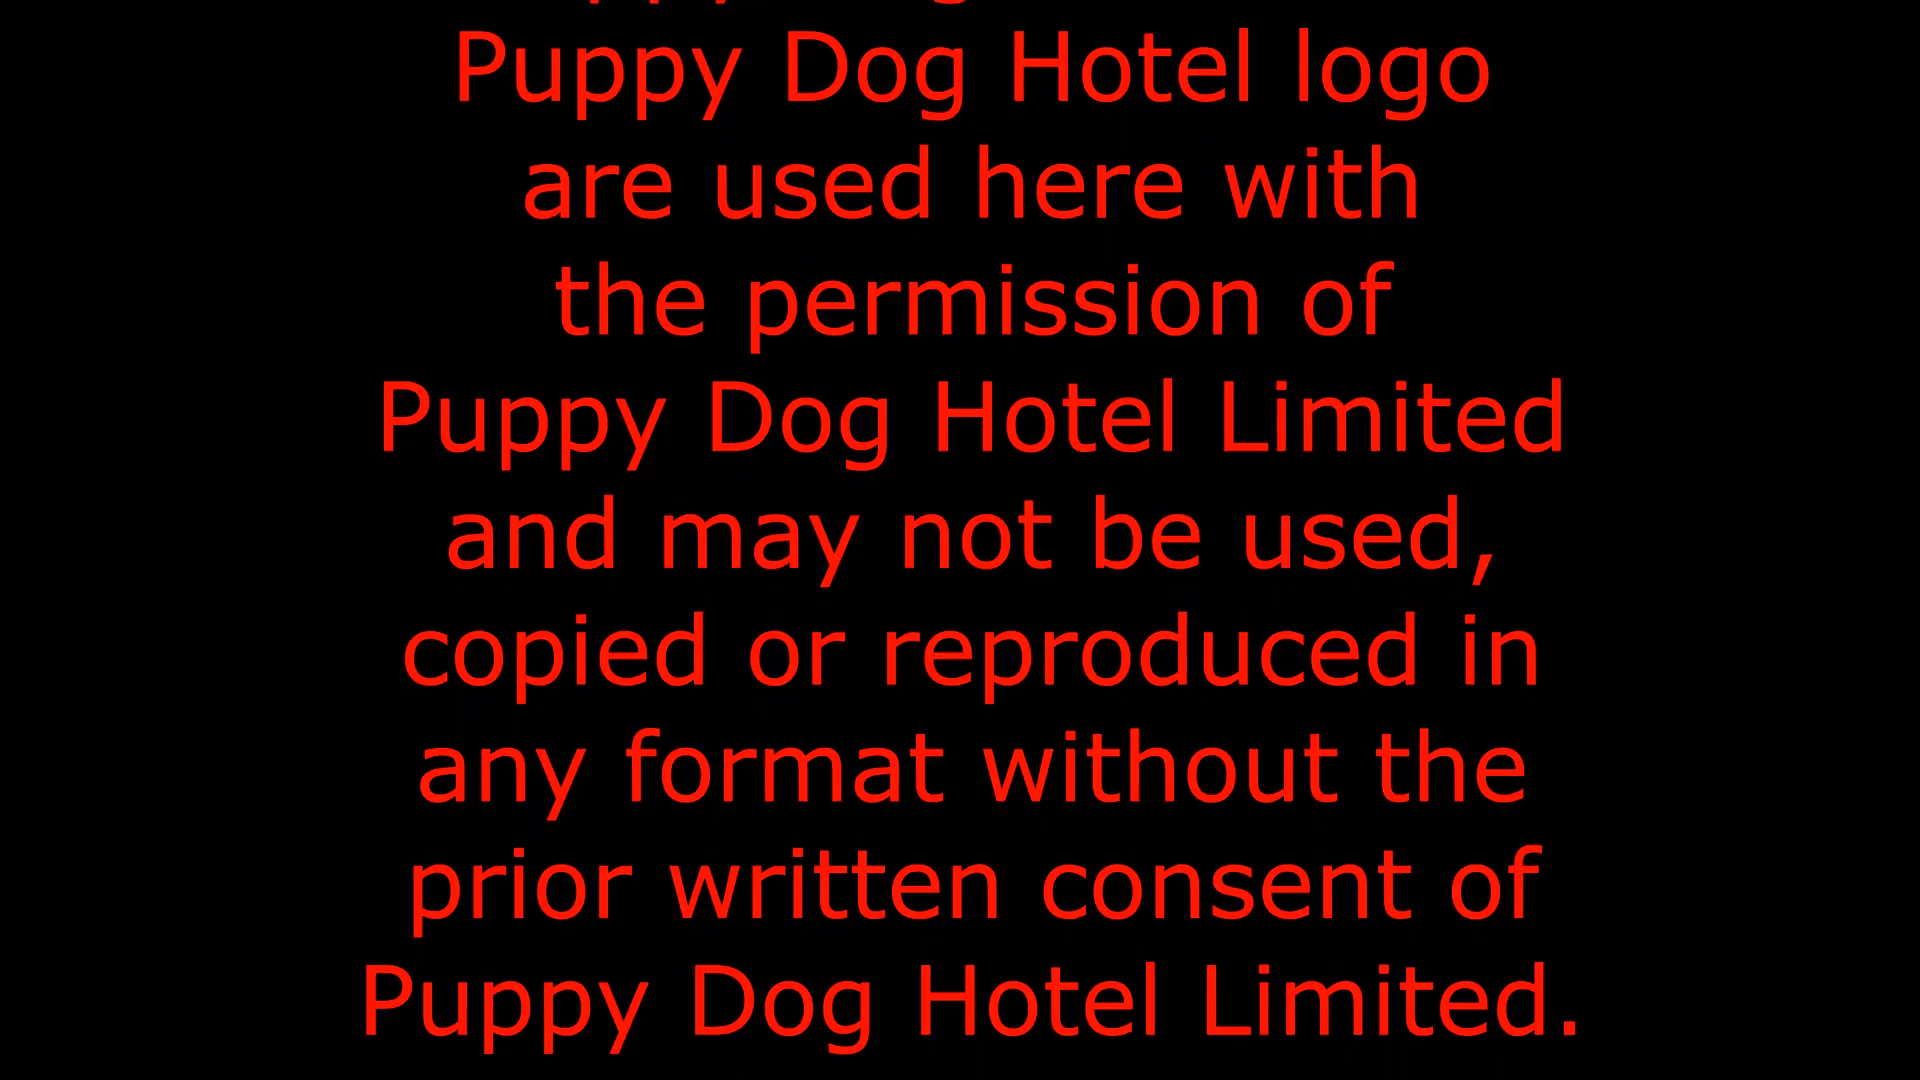 Puppy Dog Hotel logo
are used here with
the permission of
Puppy Dog Hotel Limited
and may not be used,
copied or reproduced in
any format without the
prior written consent of
Puppy Dog Hotel Limited.